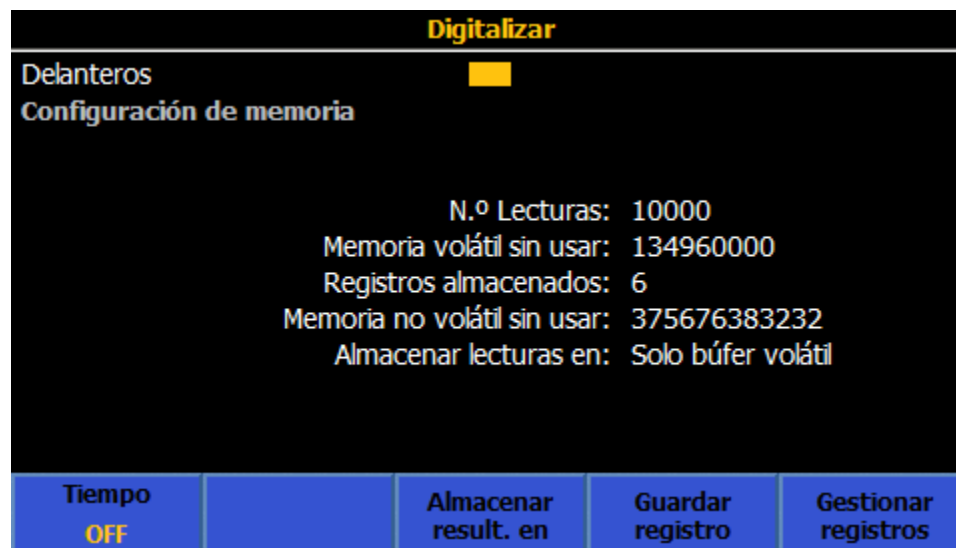 Digitalizar
Delanteros
Configuración de memoria
N.º Lecturas: 10000
Memoria volátil sin usar: 134960000
Registros almacenados: 6
Memoria no volátil sin usar: 375676383232
Almacenar lecturas en: Solo búfer volátil
Tiempo
OFF
Almacenar
result. en
Guardar
registro
Gestionar
registros